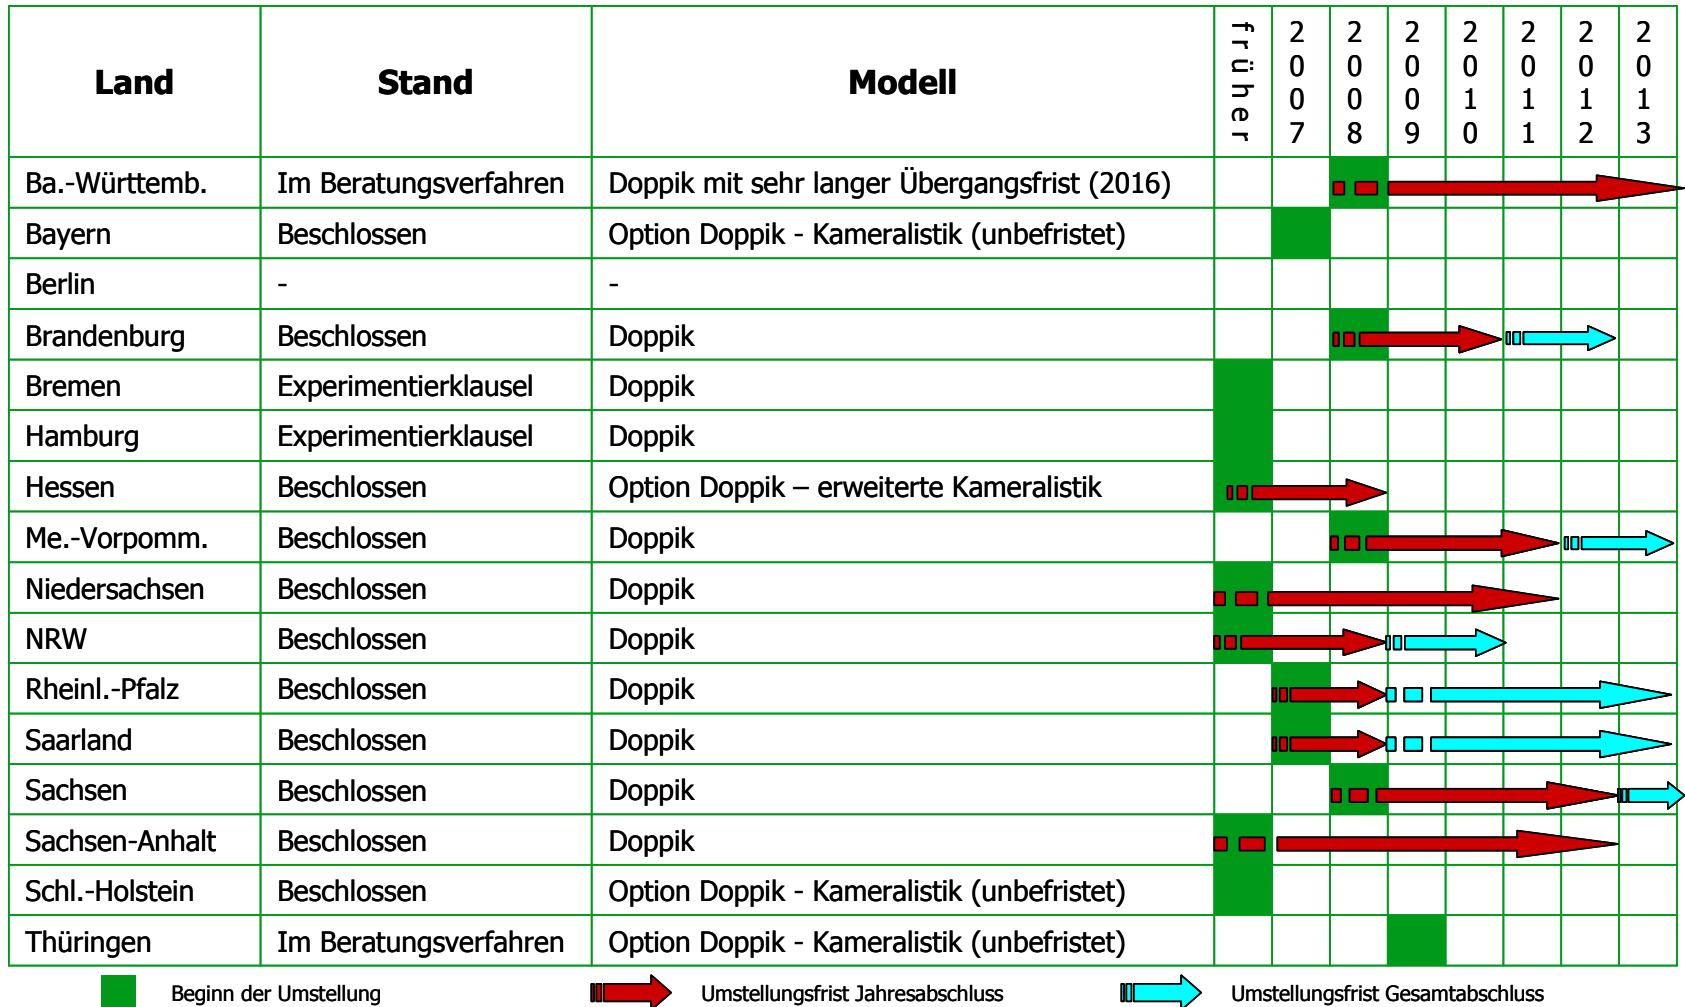 Land Stand Modell früher 2007 2008 2009 2010 2011 2012 2013
Ba.-Württemb. Im Beratungsverfahren Doppik mit sehr langer Übergangsfrist (2016)
Bayern Beschlossen Option Doppik - Kameralistik (unbefristet)
Berlin - -
Brandenburg Beschlossen Doppik
Bremen Experimentierklausel Doppik
Hamburg Experimentierklausel Doppik
Hessen Beschlossen Option Doppik – erweiterte Kameralistik
Me.-Vorpomm. Beschlossen Doppik
Niedersachsen Beschlossen Doppik
NRW Beschlossen Doppik
Rheinl.-Pfalz Beschlossen Doppik
Saarland Beschlossen Doppik
Sachsen Beschlossen Doppik
Sachsen-Anhalt Beschlossen Doppik
Schl.-Holstein Beschlossen Option Doppik - Kameralistik (unbefristet)
Thüringen Im Beratungsverfahren Option Doppik - Kameralistik (unbefristet)
Beginn der Umstellung Umstellungsfrist Jahresabschluss Umstellungsfrist Gesamtabschluss